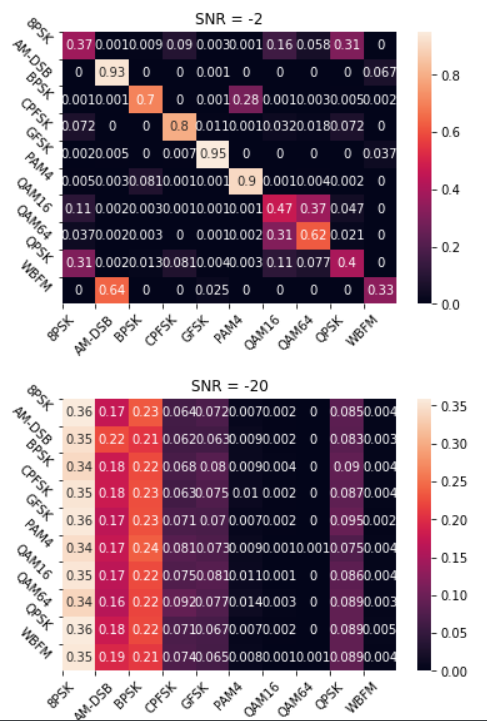 SNR = -2
8PSK 0.37 0.001 0.009 0.09 0.003 0.001 0.16 0.058 0.31 0
AM-DSB 0 0.93 0 0 0.001 0 0 0 0 0.067
BPSK 0.001 0.001 0.7 0 0.001 0.28 0.001 0.003 0.005 0.002
CPFSK 0.072 0 0 0.8 0.011 0.001 0.032 0.018 0.072 0
GFSK 0.002 0.005 0 0.007 0.95 0 0 0 0 0.037
PAM4 0.005 0.003 0.081 0.001 0.001 0.9 0.001 0.004 0.002 0
QAM16 0.11 0.002 0.003 0.001 0.001 0.001 0.47 0.37 0.047 0
QAM64 0.037 0.002 0.003 0 0.001 0.002 0.31 0.62 0.021 0
QPSK 0.31 0.002 0.013 0.081 0.004 0.003 0.11 0.077 0.4 0
WBFM 0 0.64 0 0 0.025 0 0 0 0 0.33
8PSK AM-DSB BPSK CPFSK GFSK PAM4 QAM16 QAM64 QPSK WBFM
0.8
0.6
0.4
0.2
0.0
SNR = -20
8PSK 0.36 0.17 0.23 0.064 0.072 0.007 0.002 0 0.085 0.004
AM-DSB 0.35 0.22 0.21 0.062 0.063 0.009 0.002 0 0.083 0.003
BPSK 0.34 0.18 0.22 0.068 0.08 0.009 0.004 0 0.09 0.004
CPFSK 0.35 0.18 0.23 0.063 0.075 0.01 0.002 0 0.087 0.004
GFSK 0.36 0.17 0.23 0.071 0.07 0.007 0.002 0 0.095 0.002
PAM4 0.34 0.17 0.24 0.081 0.073 0.009 0.001 0.001 0.075 0.004
QAM16 0.35 0.17 0.22 0.075 0.081 0.011 0.001 0 0.086 0.004
QAM64 0.34 0.16 0.22 0.092 0.077 0.014 0.003 0 0.089 0.003
QPSK 0.36 0.18 0.22 0.071 0.067 0.007 0.002 0 0.089 0.005
WBFM 0.35 0.19 0.21 0.074 0.065 0.008 0.001 0.001 0.089 0.004
8PSK AM-DSB BPSK CPFSK GFSK PAM4 QAM16 QAM64 QPSK WBFM
0.35
0.30
0.25
0.20
0.15
0.10
0.05
0.00